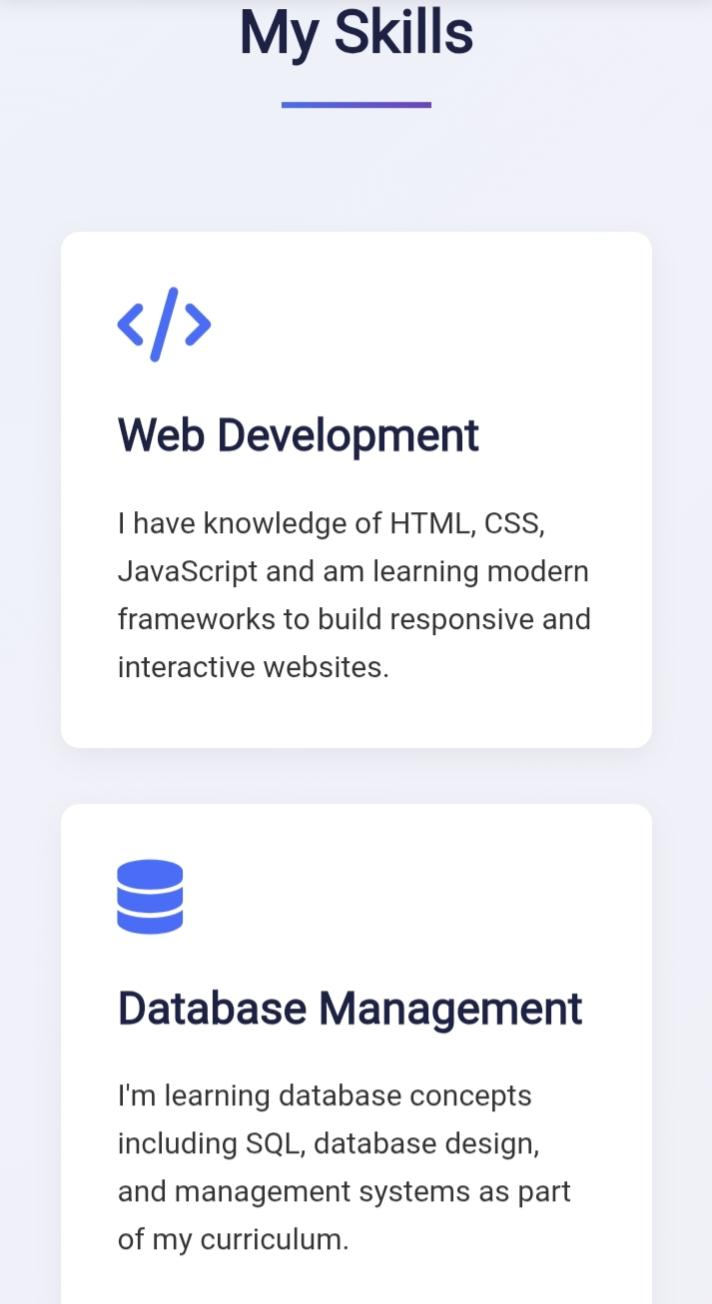 My Skills
Web Development
I have knowledge of HTML, CSS,
JavaScript and am learning modern
frameworks to build responsive and
interactive websites.
Database Management
I'm learning database concepts
including SQL, database design,
and management systems as part
of my curriculum.